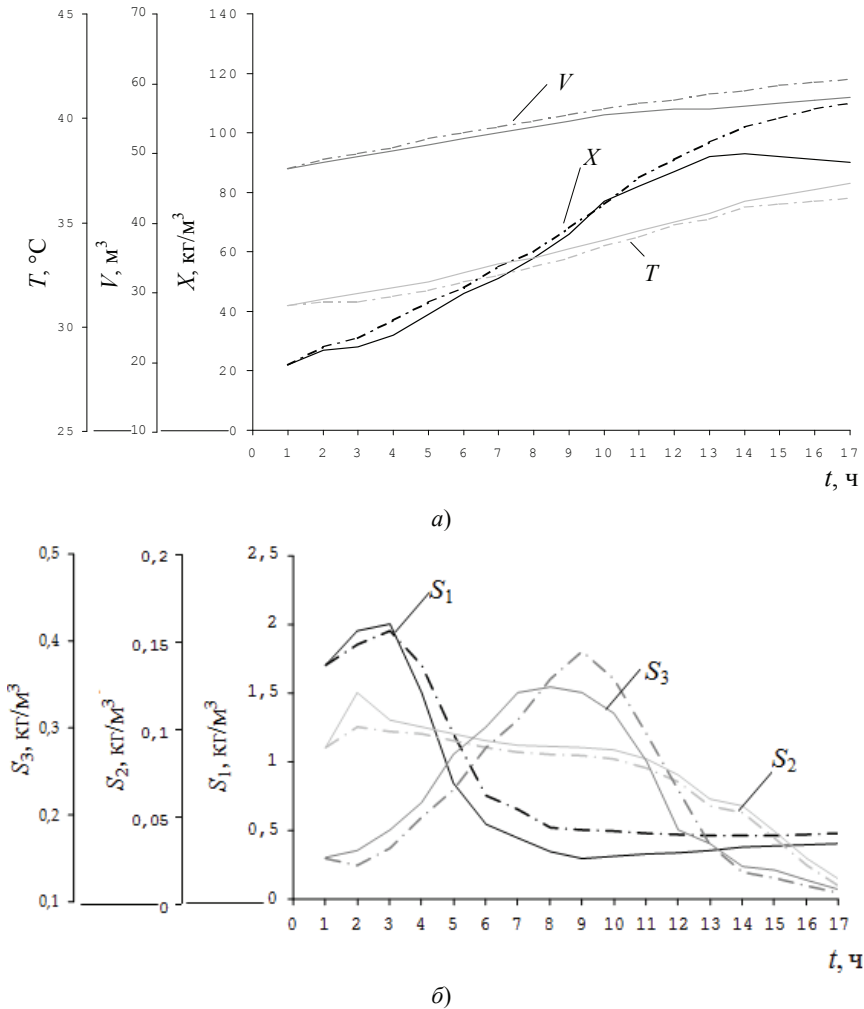 45 70 140
120
60
40 100
V
50
X
80
35 40
60
T
30
30 40
20
20
25 10 0
0 1 2 3 4 5 6 7 8 9 10 11 12 13 14 15 16 17
T, °C
V, м³
X, кг/м³
t, ч
а)
0,5 0,2 2,5
S₁
0,4 2
0,15
S₃
1,5
0,3 0,1
1
S₂
0,2 0,05 0,5
0,1 0 0
0 1 2 3 4 5 6 7 8 9 10 11 12 13 14 15 16 17
S₃, кг/м³
S₂, кг/м³
S₁, кг/м³
t, ч
б)